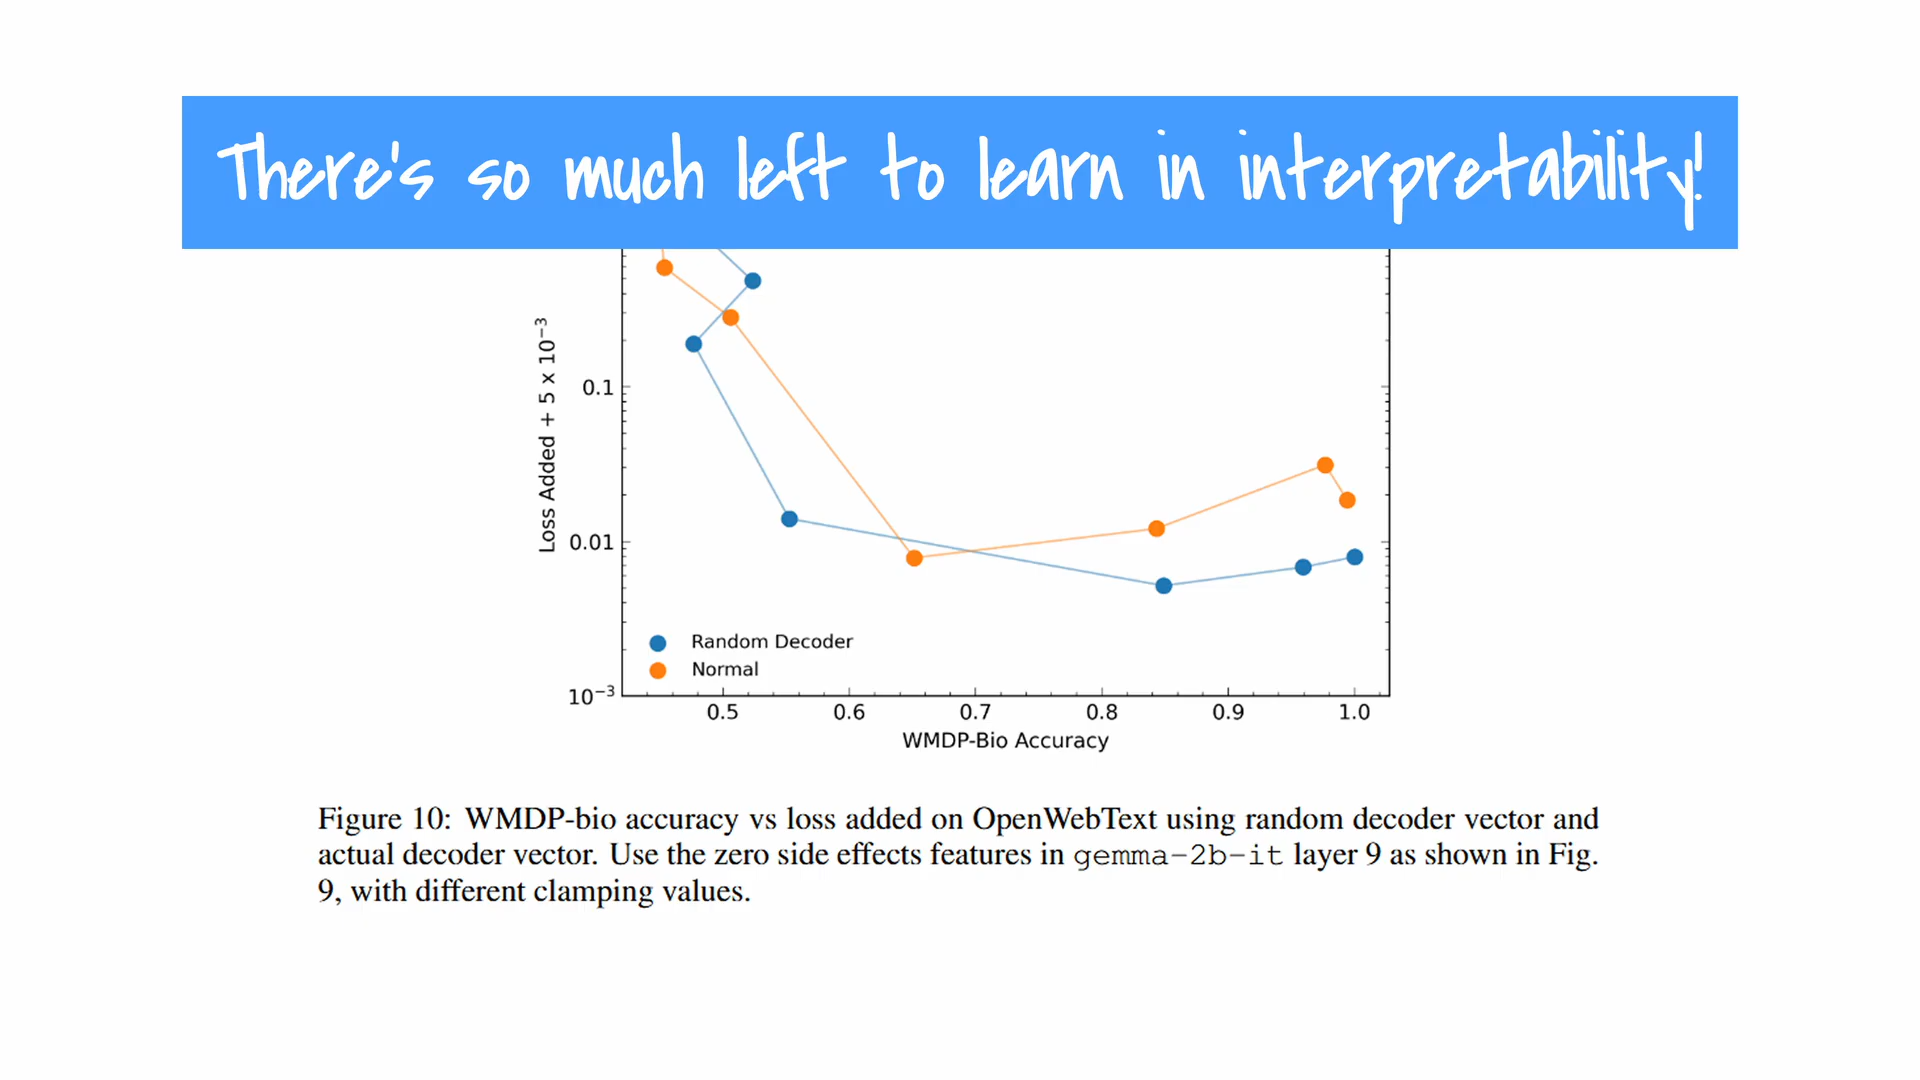 There's so much left to learn in interpretability!
Loss Added + 5 x 10⁻³
0.1
0.01
10⁻³
Random Decoder
Normal
0.5 0.6 0.7 0.8 0.9 1.0
WMDP-Bio Accuracy
Figure 10: WMDP-bio accuracy vs loss added on OpenWebText using random decoder vector and
actual decoder vector. Use the zero side effects features in gemma-2b-it layer 9 as shown in Fig.
9, with different clamping values.